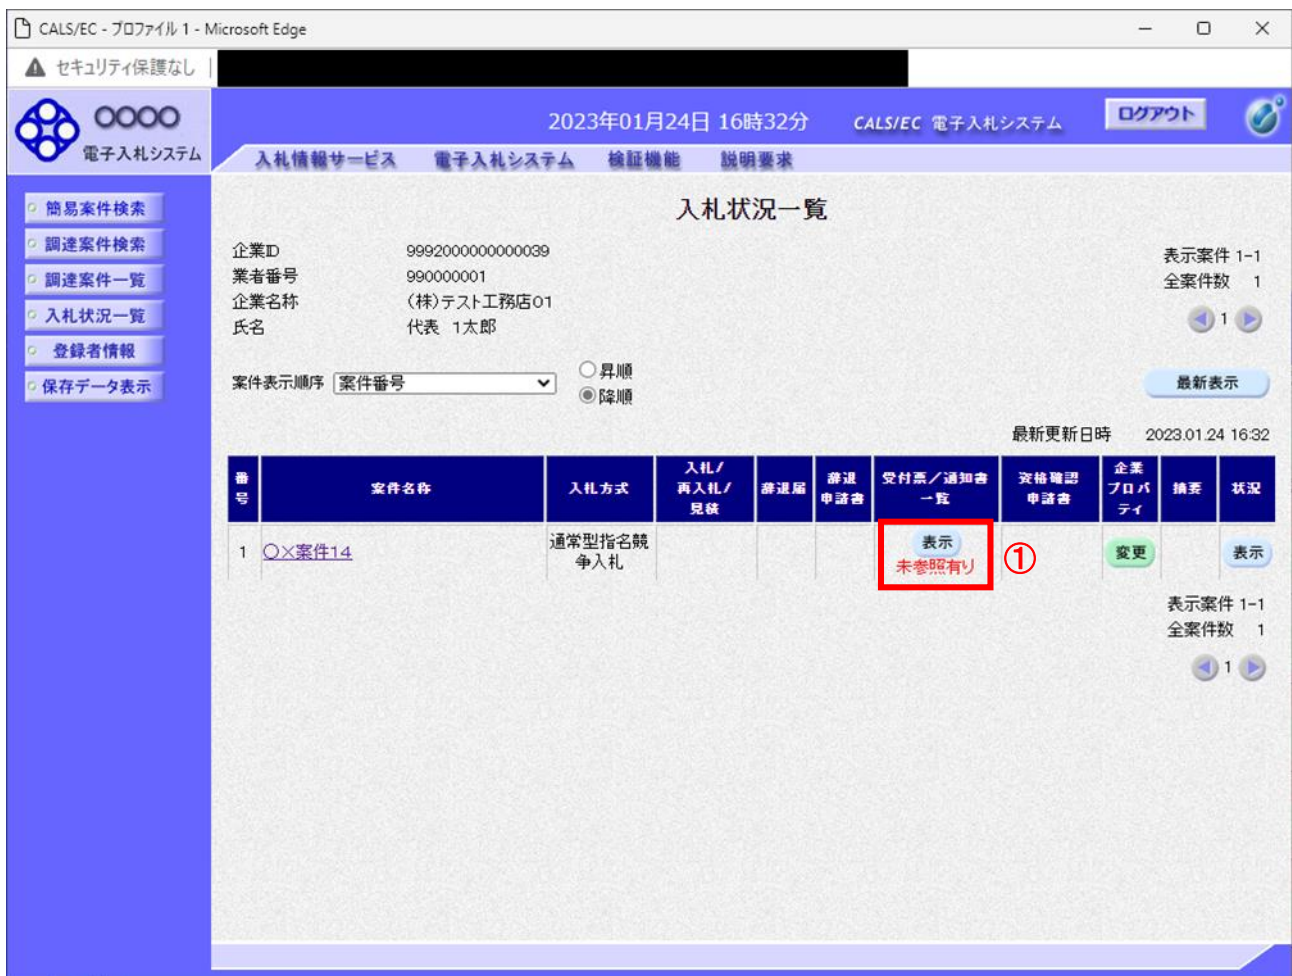 CALS/EC - プロファイル 1 - Microsoft Edge
セキュリティ保護なし
〇〇〇〇
電子入札システム
2023年01月24日 16時32分
CALS/EC 電子入札システム
ログアウト
入札情報サービス 電子入札システム 検証機能 説明要求
簡易案件検索
調達案件検索
調達案件一覧
入札状況一覧
登録者情報
保存データ表示
入札状況一覧
企業ID 9992000000000039
業者番号 990000001
企業名称 (株)テスト工務店01
氏名 代表 1太郎
表示案件 1-1
全案件数 1
1
案件表示順序 案件番号
昇順
降順
最新表示
最新更新日時 2023.01.24 16:32
番号 案件名称 入札方式 入札/再入札/見積 辞退届 辞退申請書 受付票/通知書一覧 資格確認申請書 企業プロパティ 摘要 状況
1 〇×案件14 通常型指名競争入札 表示 未参照有り ① 変更 表示
表示案件 1-1
全案件数 1
1